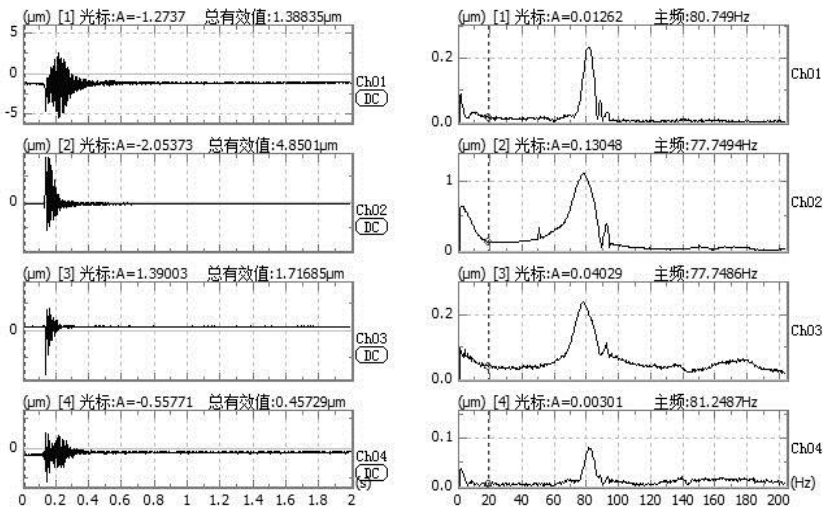 (μm) [1] 光标:A=-1.2737 总有效值:1.38835μm
5
0
-5
Ch01
DC
(μm) [2] 光标:A=-2.05373 总有效值:4.8501μm
0
Ch02
DC
(μm) [3] 光标:A=1.39003 总有效值:1.71685μm
0
Ch03
DC
(μm) [4] 光标:A=-0.55771 总有效值:0.45729μm
0
Ch04
DC
(s)
0 0.2 0.4 0.6 0.8 1 1.2 1.4 1.6 1.8 2
(μm) [1] 光标:A=0.01262 主频:80.749Hz
0.2
0.0
Ch01
(μm) [2] 光标:A=0.13048 主频:77.7494Hz
1
0
Ch02
(μm) [3] 光标:A=0.04029 主频:77.7486Hz
0.2
0.0
Ch03
(μm) [4] 光标:A=0.00301 主频:81.2487Hz
0.1
0.0
Ch04
(Hz)
0 20 40 60 80 100 120 140 160 180 200